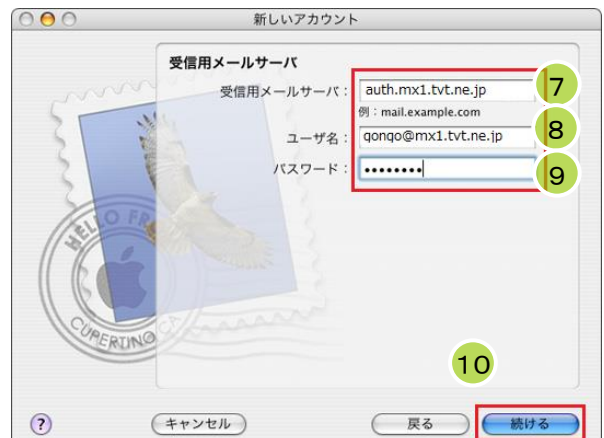 新しいアカウント
受信用メールサーバ
受信用メールサーバ： auth.mx1.tvt.ne.jp 7
例：mail.example.com
ユーザ名： qonqo@mx1.tvt.ne.jp 8
パスワード： •••••••• 9
HELLO FR
CUPERTINO CA
10
? キャンセル 戻る 続ける